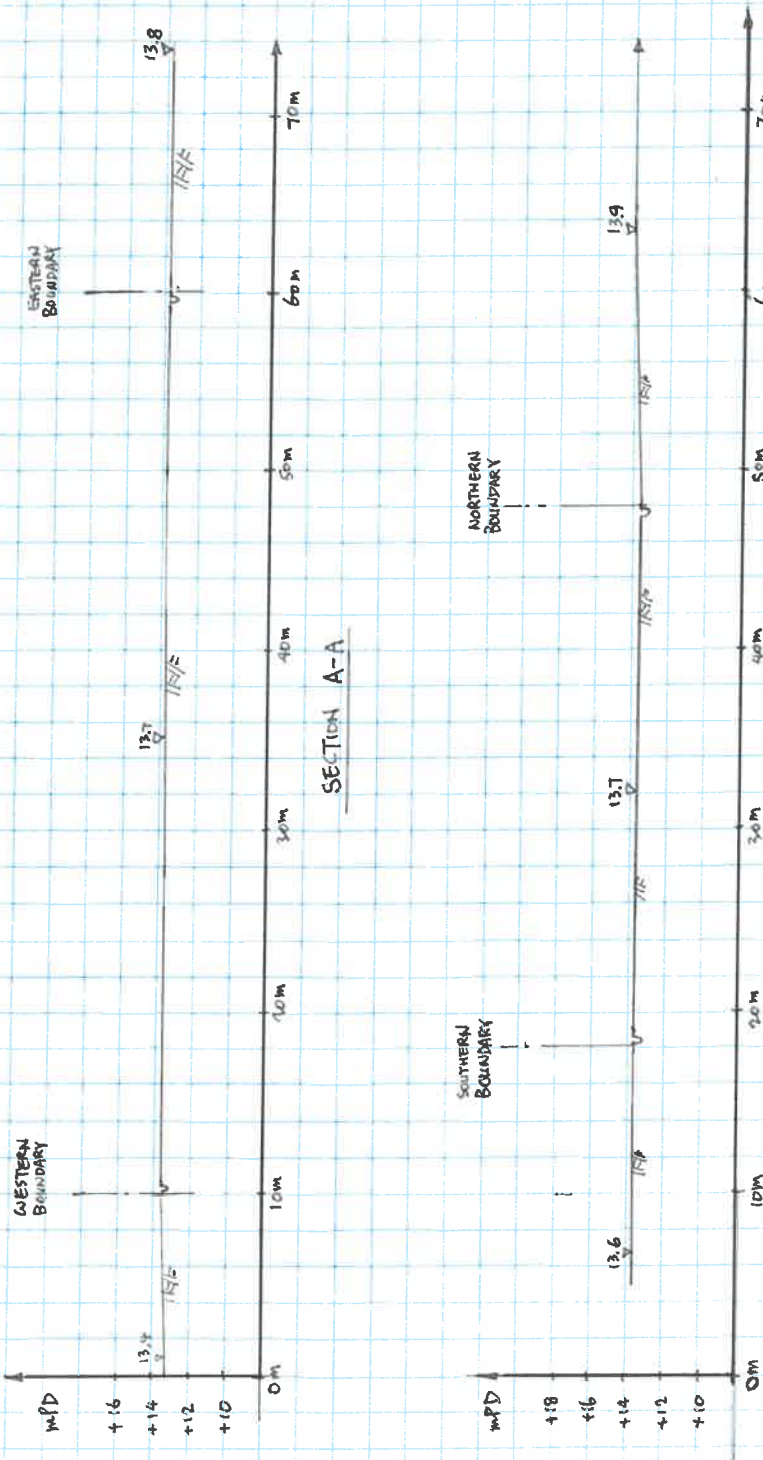 WESTERN
BOUNDARY
EASTERN
BOUNDARY
mPD
+16
+14
+12
+10
13.4
13.7
13.8
0m
10m
20m
30m
40m
50m
60m
70m
SECTION A-A
SOUTHERN
BOUNDARY
NORTHERN
BOUNDARY
mPD
+18
+16
+14
+12
+10
13.6
13.7
13.9
0m
10m
20m
30m
40m
50m